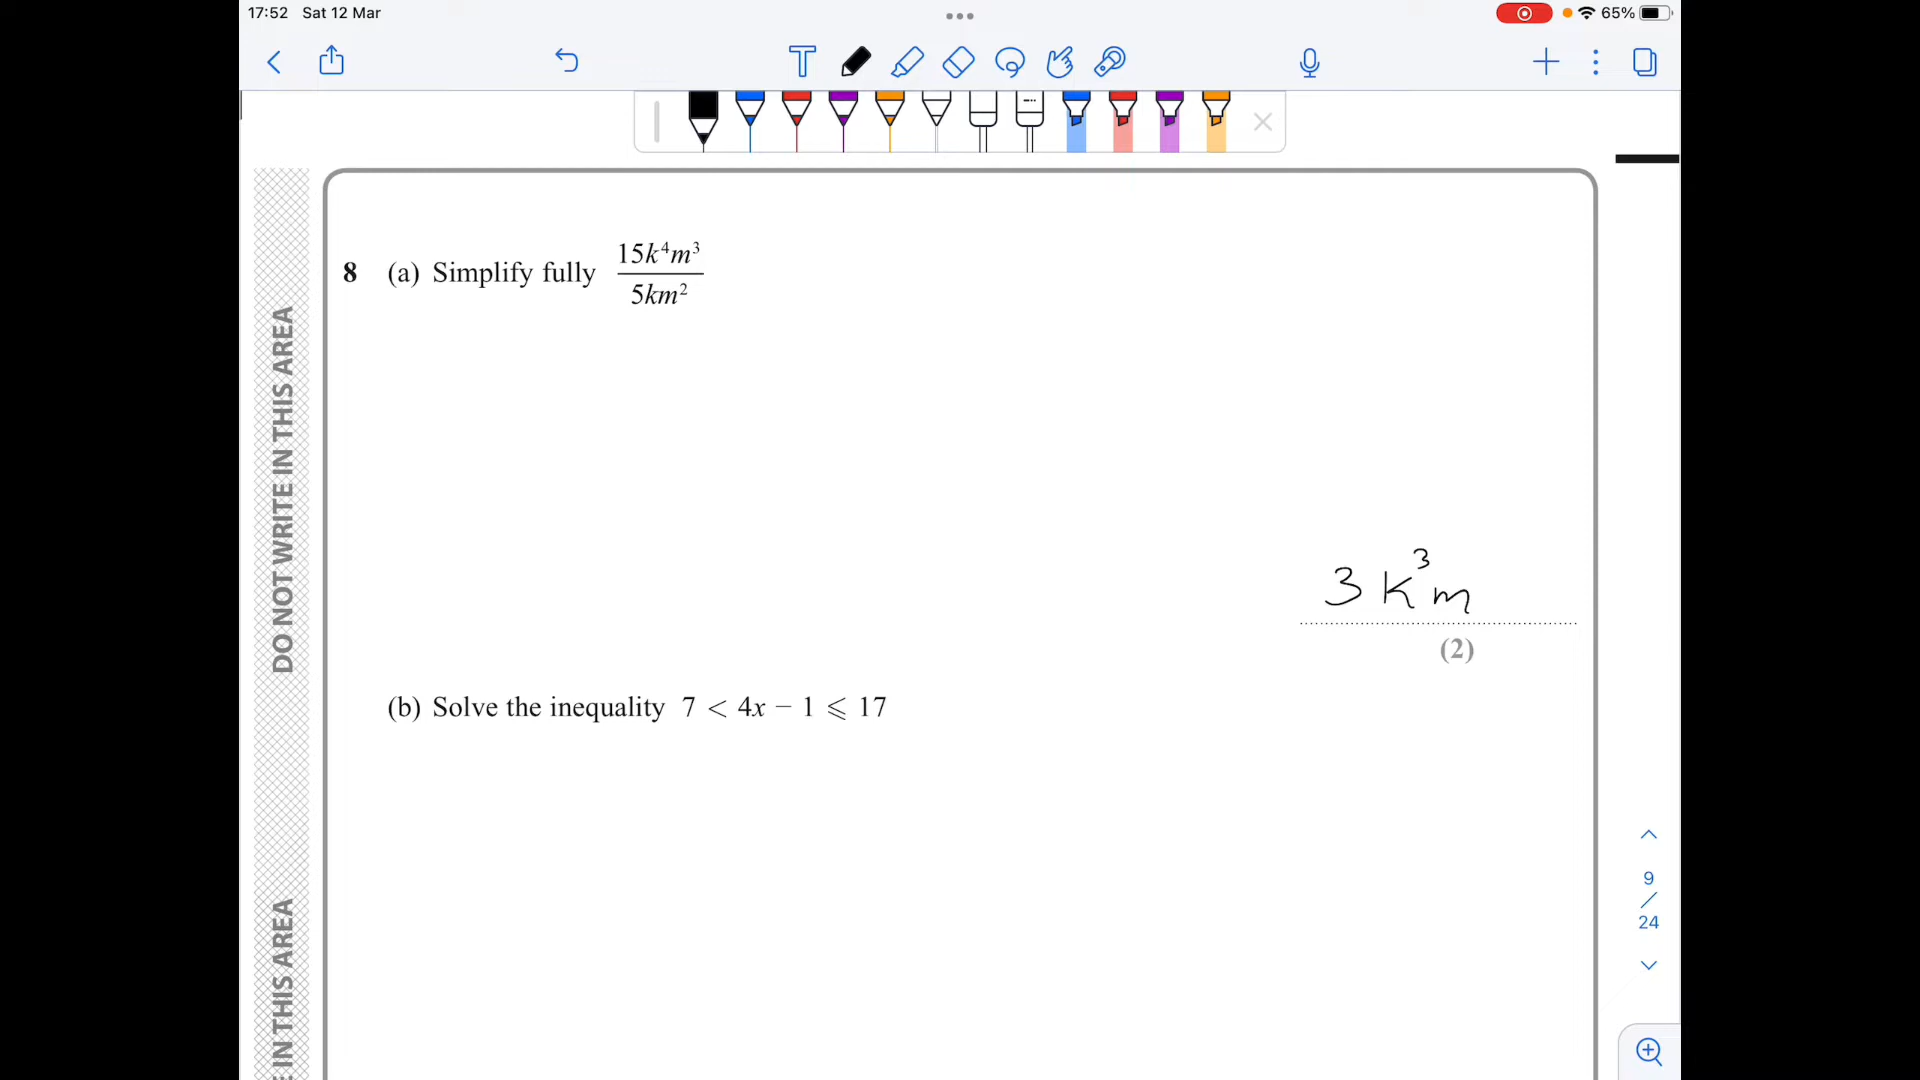 17:52 Sat 12 Mar
65%
T
DO NOT WRITE IN THIS AREA
8 (a) Simplify fully 15k⁴m³ / 5km²
3k³m
(2)
(b) Solve the inequality 7 < 4x − 1 ⩽ 17
9
/
24
E IN THIS AREA